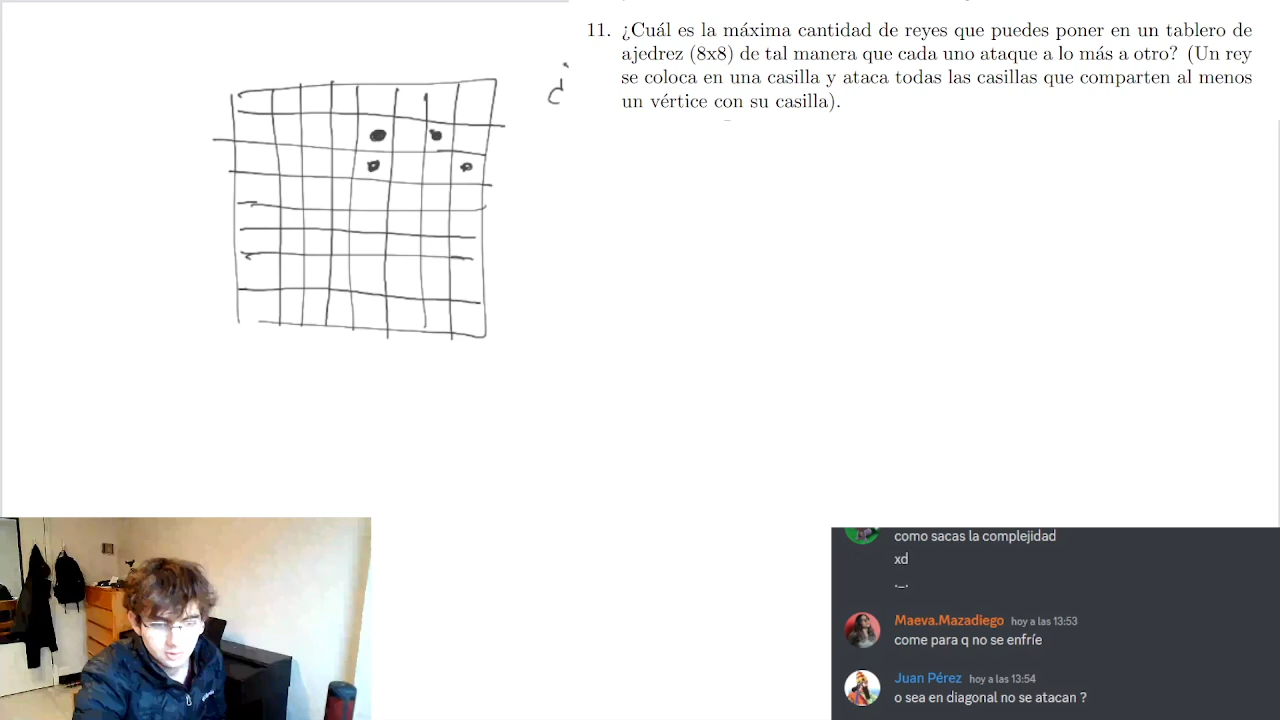 11. ¿Cuál es la máxima cantidad de reyes que puedes poner en un tablero de
ajedrez (8x8) de tal manera que cada uno ataque a lo más a otro? (Un rey
se coloca en una casilla y ataca todas las casillas que comparten al menos
un vértice con su casilla).
como sacas la complejidad
xd
._.
Maeva.Mazadiego hoy a las 13:53
come para q no se enfríe
Juan Pérez hoy a las 13:54
o sea en diagonal no se atacan ?